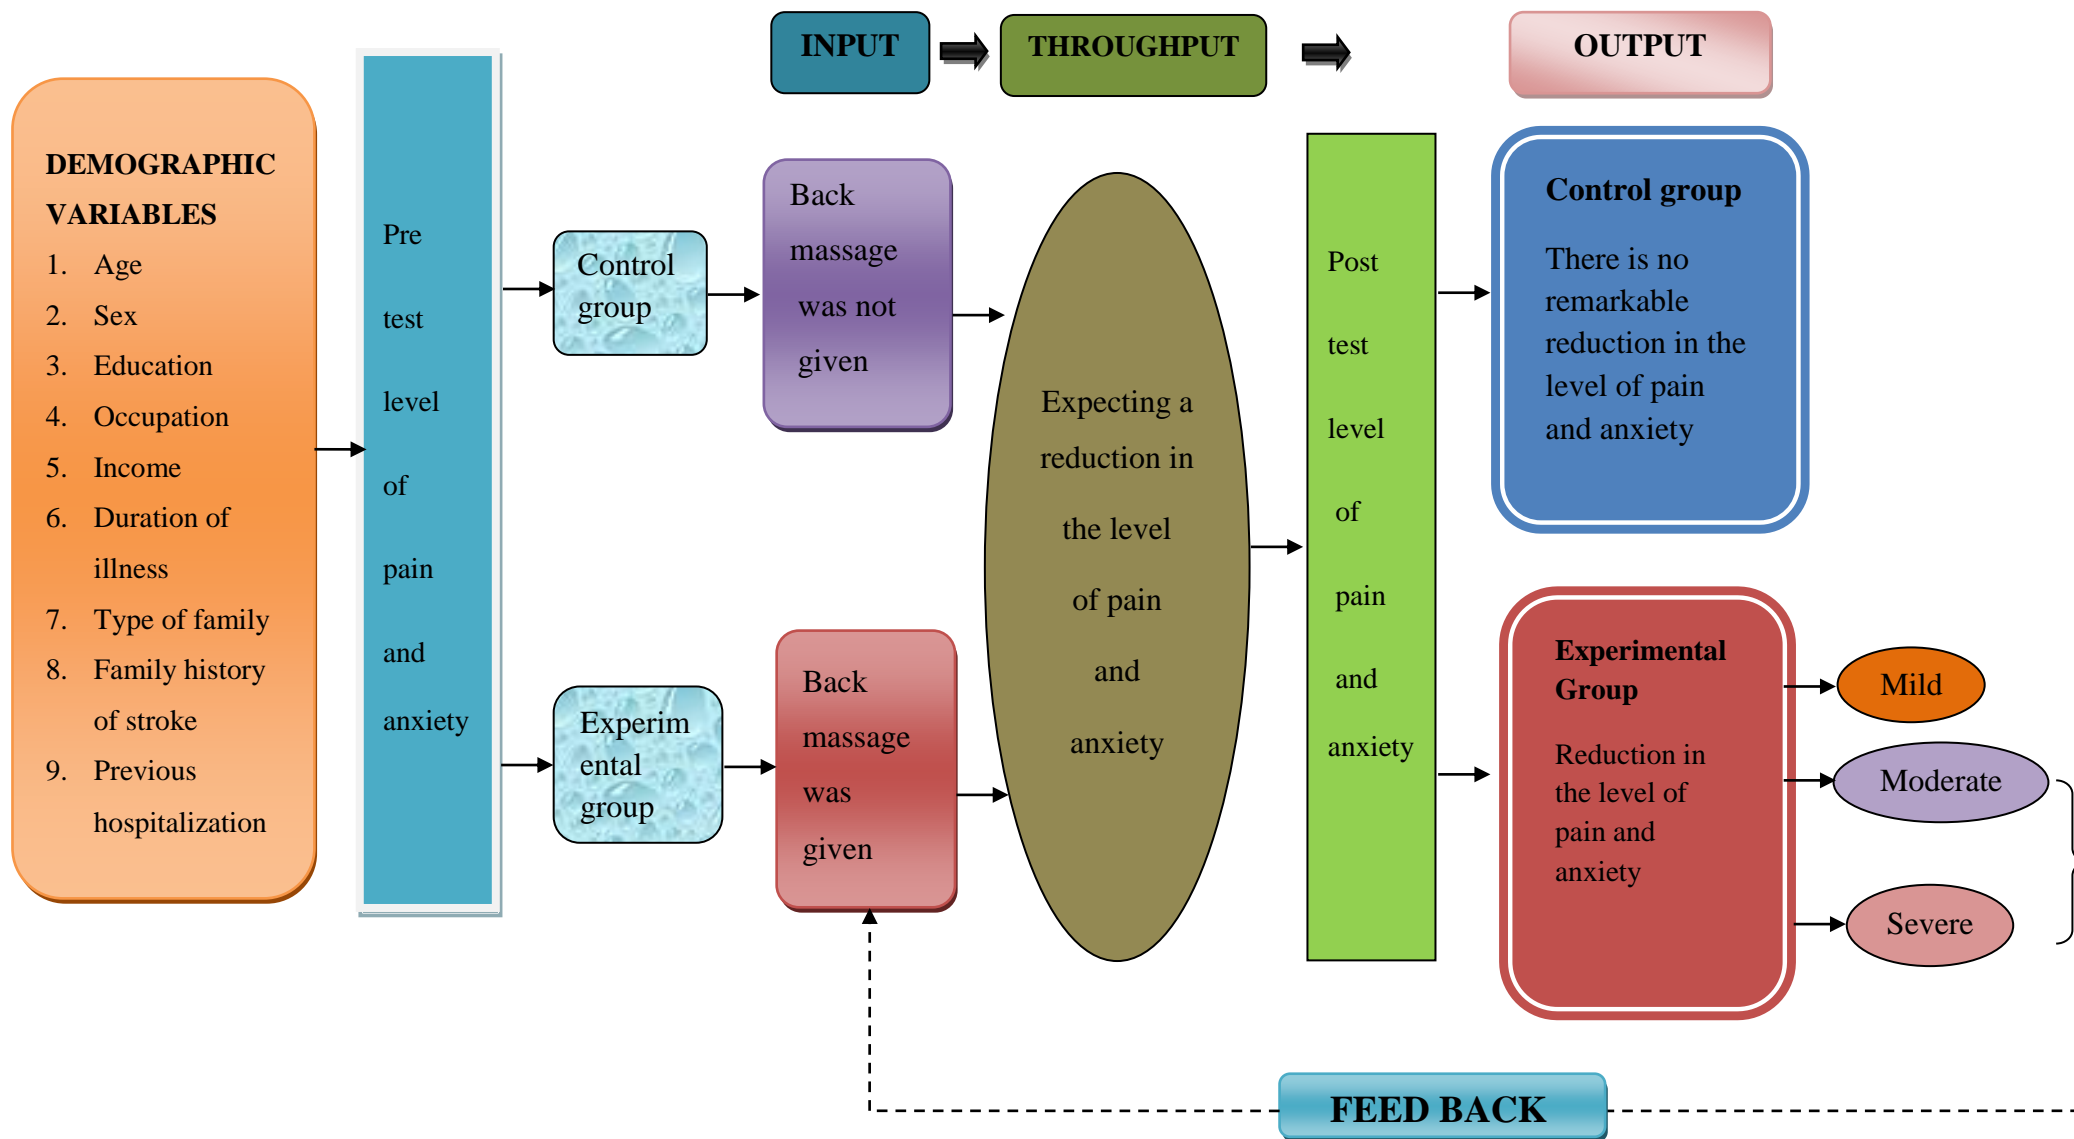 INPUT
THROUGHPUT
OUTPUT
DEMOGRAPHIC
VARIABLES
1. Age
2. Sex
3. Education
4. Occupation
5. Income
6. Duration of
illness
7. Type of family
8. Family history
of stroke
9. Previous
hospitalization
Pre
test
level
of
pain
and
anxiety
Control
group
Experim
ental
group
Back
massage
was not
given
Back
massage
was
given
Expecting a
reduction in
the level
of pain
and
anxiety
Post
test
level
of
pain
and
anxiety
Control group
There is no
remarkable
reduction in the
level of pain
and anxiety
Experimental
Group
Reduction in
the level of
pain and
anxiety
Mild
Moderate
Severe
FEED BACK